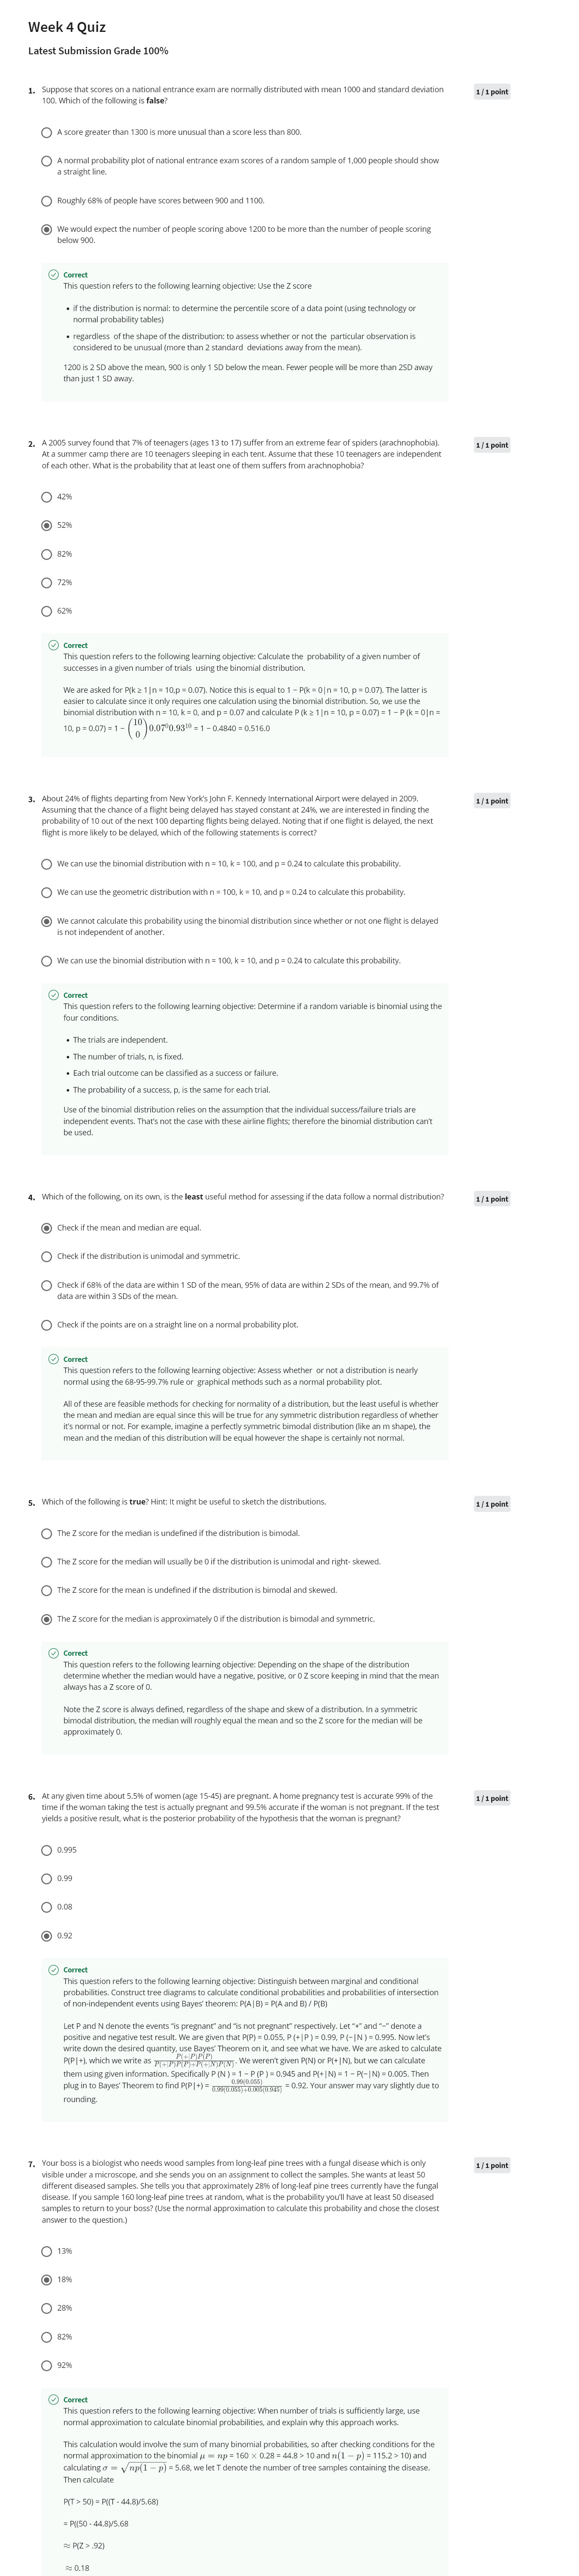 Week 4 Quiz
Latest Submission Grade 100%
1. Suppose that scores on a national entrance exam are normally distributed with mean 1000 and standard deviation
100. Which of the following is false?
1 / 1 point
A score greater than 1300 is more unusual than a score less than 800.
A normal probability plot of national entrance exam scores of a random sample of 1,000 people should show
a straight line.
Roughly 68% of people have scores between 900 and 1100.
We would expect the number of people scoring above 1200 to be more than the number of people scoring
below 900.
Correct
This question refers to the following learning objective: Use the Z score
• if the distribution is normal: to determine the percentile score of a data point (using technology or
normal probability tables)
• regardless of the shape of the distribution: to assess whether or not the particular observation is
considered to be unusual (more than 2 standard deviations away from the mean).
1200 is 2 SD above the mean, 900 is only 1 SD below the mean. Fewer people will be more than 2SD away
than just 1 SD away.
2. A 2005 survey found that 7% of teenagers (ages 13 to 17) suffer from an extreme fear of spiders (arachnophobia).
At a summer camp there are 10 teenagers sleeping in each tent. Assume that these 10 teenagers are independent
of each other. What is the probability that at least one of them suffers from arachnophobia?
1 / 1 point
42%
52%
82%
72%
62%
Correct
This question refers to the following learning objective: Calculate the probability of a given number of
successes in a given number of trials using the binomial distribution.
We are asked for P(k ≥ 1|n = 10,p = 0.07). Notice this is equal to 1 − P(k = 0|n = 10, p = 0.07). The latter is
easier to calculate since it only requires one calculation using the binomial distribution. So, we use the
binomial distribution with n = 10, k = 0, and p = 0.07 and calculate P (k ≥ 1|n = 10, p = 0.07) = 1 − P (k = 0|n =
10, p = 0.07) = 1 − (10 0) 0.07⁰0.93¹⁰ = 1 − 0.4840 = 0.516.0
3. About 24% of flights departing from New York's John F. Kennedy International Airport were delayed in 2009.
Assuming that the chance of a flight being delayed has stayed constant at 24%, we are interested in finding the
probability of 10 out of the next 100 departing flights being delayed. Noting that if one flight is delayed, the next
flight is more likely to be delayed, which of the following statements is correct?
1 / 1 point
We can use the binomial distribution with n = 10, k = 100, and p = 0.24 to calculate this probability.
We can use the geometric distribution with n = 100, k = 10, and p = 0.24 to calculate this probability.
We cannot calculate this probability using the binomial distribution since whether or not one flight is delayed
is not independent of another.
We can use the binomial distribution with n = 100, k = 10, and p = 0.24 to calculate this probability.
Correct
This question refers to the following learning objective: Determine if a random variable is binomial using the
four conditions.
• The trials are independent.
• The number of trials, n, is fixed.
• Each trial outcome can be classified as a success or failure.
• The probability of a success, p, is the same for each trial.
Use of the binomial distribution relies on the assumption that the individual success/failure trials are
independent events. That's not the case with these airline flights; therefore the binomial distribution can't
be used.
4. Which of the following, on its own, is the least useful method for assessing if the data follow a normal distribution?
1 / 1 point
Check if the mean and median are equal.
Check if the distribution is unimodal and symmetric.
Check if 68% of the data are within 1 SD of the mean, 95% of data are within 2 SDs of the mean, and 99.7% of
data are within 3 SDs of the mean.
Check if the points are on a straight line on a normal probability plot.
Correct
This question refers to the following learning objective: Assess whether or not a distribution is nearly
normal using the 68-95-99.7% rule or graphical methods such as a normal probability plot.
All of these are feasible methods for checking for normality of a distribution, but the least useful is whether
the mean and median are equal since this will be true for any symmetric distribution regardless of whether
it's normal or not. For example, imagine a perfectly symmetric bimodal distribution (like an m shape), the
mean and the median of this distribution will be equal however the shape is certainly not normal.
5. Which of the following is true? Hint: It might be useful to sketch the distributions.
1 / 1 point
The Z score for the median is undefined if the distribution is bimodal.
The Z score for the median will usually be 0 if the distribution is unimodal and right- skewed.
The Z score for the mean is undefined if the distribution is bimodal and skewed.
The Z score for the median is approximately 0 if the distribution is bimodal and symmetric.
Correct
This question refers to the following learning objective: Depending on the shape of the distribution
determine whether the median would have a negative, positive, or 0 Z score keeping in mind that the mean
always has a Z score of 0.
Note the Z score is always defined, regardless of the shape and skew of a distribution. In a symmetric
bimodal distribution, the median will roughly equal the mean and so the Z score for the median will be
approximately 0.
6. At any given time about 5.5% of women (age 15-45) are pregnant. A home pregnancy test is accurate 99% of the
time if the woman taking the test is actually pregnant and 99.5% accurate if the woman is not pregnant. If the test
yields a positive result, what is the posterior probability of the hypothesis that the woman is pregnant?
1 / 1 point
0.995
0.99
0.08
0.92
Correct
This question refers to the following learning objective: Distinguish between marginal and conditional
probabilities. Construct tree diagrams to calculate conditional probabilities and probabilities of intersection
of non-independent events using Bayes' theorem: P(A|B) = P(A and B) / P(B)
Let P and N denote the events "is pregnant" and "is not pregnant" respectively. Let "+" and "−" denote a
positive and negative test result. We are given that P(P) = 0.055, P (+|P ) = 0.99, P (−|N ) = 0.995. Now let's
write down the desired quantity, use Bayes' Theorem on it, and see what we have. We are asked to calculate
P(P|+), which we write as P(+|P)P(P) / P(+|P)P(P)+P(+|N)P(N). We weren't given P(N) or P(+|N), but we can calculate
them using given information. Specifically P (N ) = 1 − P (P ) = 0.945 and P(+|N) = 1 − P(−|N) = 0.005. Then
plug in to Bayes' Theorem to find P(P|+) = 0.99(0.055) / 0.99(0.055)+0.005(0.945) = 0.92. Your answer may vary slightly due to
rounding.
7. Your boss is a biologist who needs wood samples from long-leaf pine trees with a fungal disease which is only
visible under a microscope, and she sends you on an assignment to collect the samples. She wants at least 50
different diseased samples. She tells you that approximately 28% of long-leaf pine trees currently have the fungal
disease. If you sample 160 long-leaf pine trees at random, what is the probability you'll have at least 50 diseased
samples to return to your boss? (Use the normal approximation to calculate this probability and chose the closest
answer to the question.)
1 / 1 point
13%
18%
28%
82%
92%
Correct
This question refers to the following learning objective: When number of trials is sufficiently large, use
normal approximation to calculate binomial probabilities, and explain why this approach works.
This calculation would involve the sum of many binomial probabilities, so after checking conditions for the
normal approximation to the binomial μ = np = 160 × 0.28 = 44.8 > 10 and n(1 − p) = 115.2 > 10) and
calculating σ = √np(1 − p) = 5.68, we let T denote the number of tree samples containing the disease.
Then calculate
P(T > 50) = P((T - 44.8)/5.68)
= P((50 - 44.8)/5.68
≈ P(Z > .92)
≈ 0.18